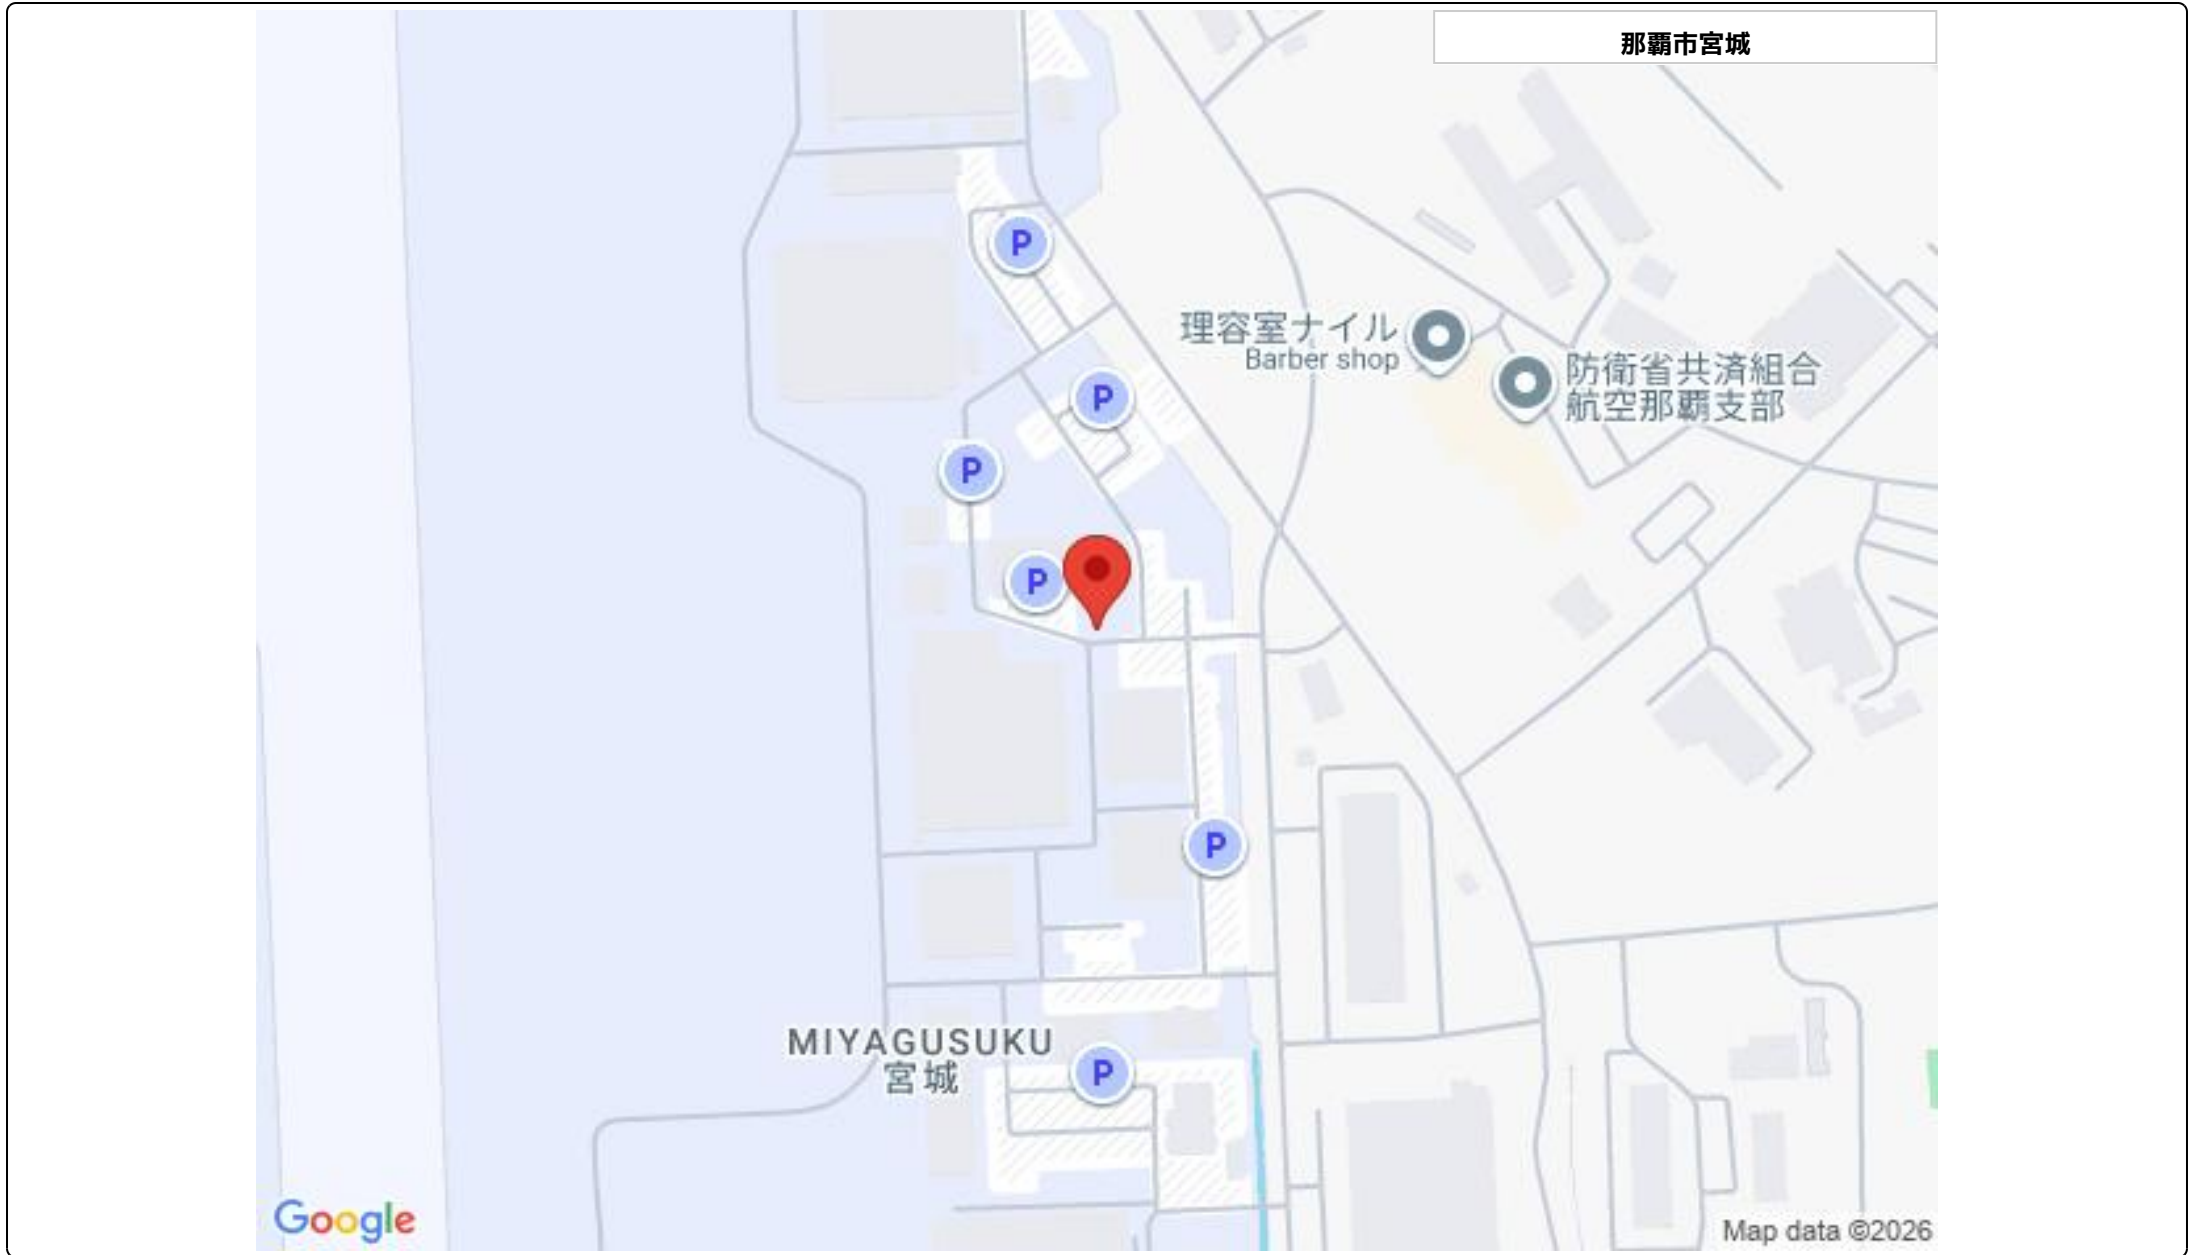 那覇市宮城
P
理容室ナイル
Barber shop
防衛省共済組合
航空那覇支部
P
P
P
P
MIYAGUSUKU
宮城
P
Google
Map data ©2026